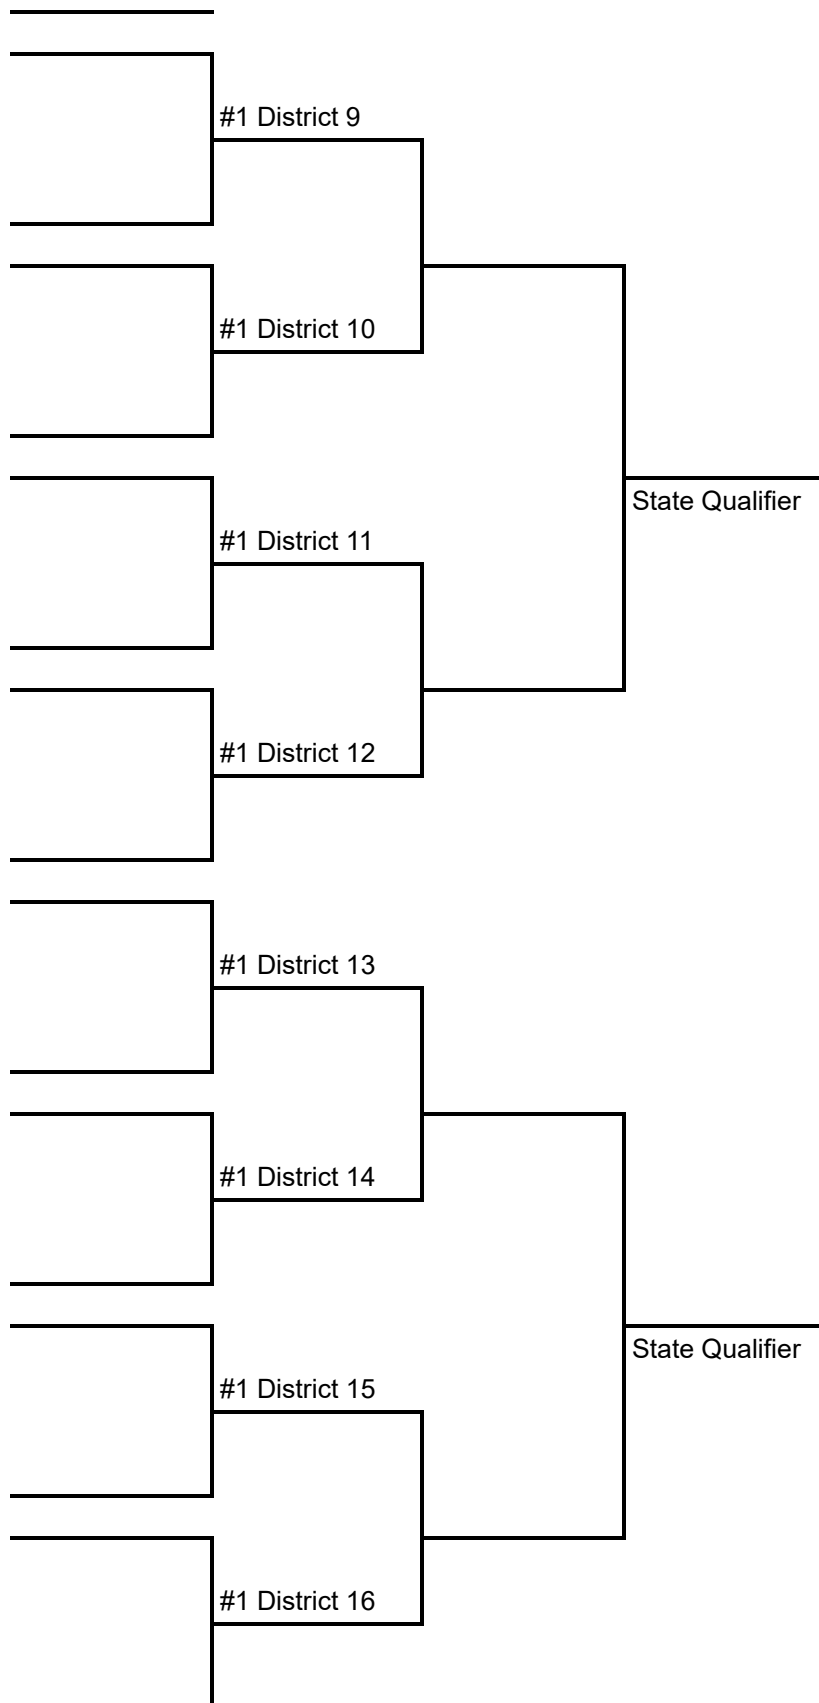 #1 District 9
#1 District 10
State Qualifier
#1 District 11
#1 District 12
#1 District 13
#1 District 14
State Qualifier
#1 District 15
#1 District 16